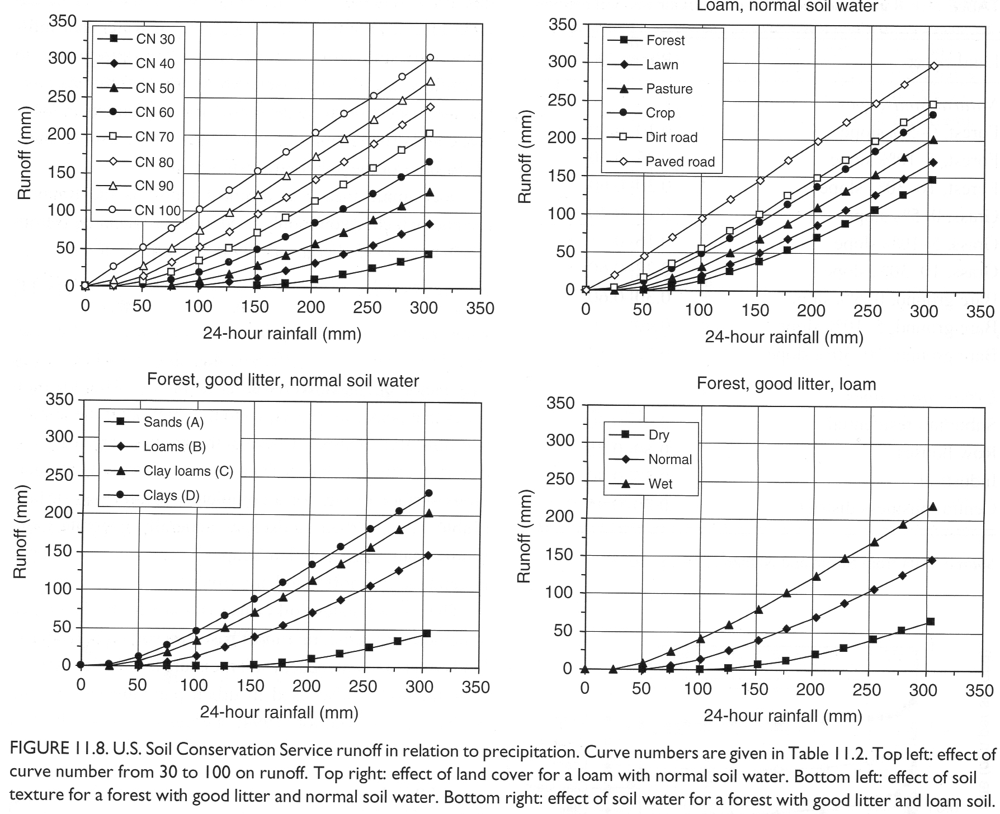 350
300
250
200
150
100
50
0
Runoff (mm)
CN 30
CN 40
CN 50
CN 60
CN 70
CN 80
CN 90
CN 100
0 50 100 150 200 250 300 350
24-hour rainfall (mm)
Loam, normal soil water
350
300
250
200
150
100
50
0
Runoff (mm)
Forest
Lawn
Pasture
Crop
Dirt road
Paved road
0 50 100 150 200 250 300 350
24-hour rainfall (mm)
Forest, good litter, normal soil water
350
300
250
200
150
100
50
0
Runoff (mm)
Sands (A)
Loams (B)
Clay loams (C)
Clays (D)
0 50 100 150 200 250 300 350
24-hour rainfall (mm)
Forest, good litter, loam
350
300
250
200
150
100
50
0
Runoff (mm)
Dry
Normal
Wet
0 50 100 150 200 250 300 350
24-hour rainfall (mm)
FIGURE 11.8. U.S. Soil Conservation Service runoff in relation to precipitation. Curve numbers are given in Table 11.2. Top left: effect of
curve number from 30 to 100 on runoff. Top right: effect of land cover for a loam with normal soil water. Bottom left: effect of soil
texture for a forest with good litter and normal soil water. Bottom right: effect of soil water for a forest with good litter and loam soil.